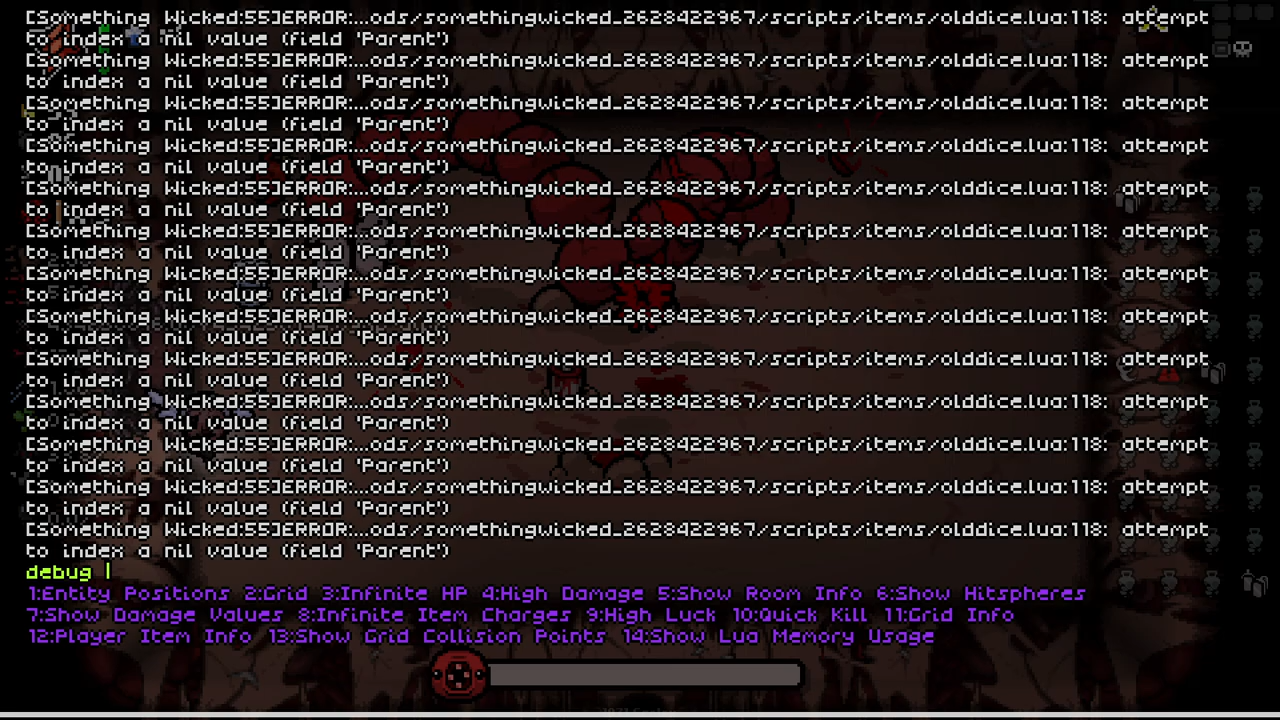 [Something Wicked:55]ERROR:...ods/somethingwicked_2628422967/scripts/items/olddice.lua:118: attempt
to index a nil value (field 'Parent')
[Something Wicked:55]ERROR:...ods/somethingwicked_2628422967/scripts/items/olddice.lua:118: attempt
to index a nil value (field 'Parent')
[Something Wicked:55]ERROR:...ods/somethingwicked_2628422967/scripts/items/olddice.lua:118: attempt
to index a nil value (field 'Parent')
[Something Wicked:55]ERROR:...ods/somethingwicked_2628422967/scripts/items/olddice.lua:118: attempt
to index a nil value (field 'Parent')
[Something Wicked:55]ERROR:...ods/somethingwicked_2628422967/scripts/items/olddice.lua:118: attempt
to index a nil value (field 'Parent')
[Something Wicked:55]ERROR:...ods/somethingwicked_2628422967/scripts/items/olddice.lua:118: attempt
to index a nil value (field 'Parent')
[Something Wicked:55]ERROR:...ods/somethingwicked_2628422967/scripts/items/olddice.lua:118: attempt
to index a nil value (field 'Parent')
[Something Wicked:55]ERROR:...ods/somethingwicked_2628422967/scripts/items/olddice.lua:118: attempt
to index a nil value (field 'Parent')
[Something Wicked:55]ERROR:...ods/somethingwicked_2628422967/scripts/items/olddice.lua:118: attempt
to index a nil value (field 'Parent')
[Something Wicked:55]ERROR:...ods/somethingwicked_2628422967/scripts/items/olddice.lua:118: attempt
to index a nil value (field 'Parent')
[Something Wicked:55]ERROR:...ods/somethingwicked_2628422967/scripts/items/olddice.lua:118: attempt
to index a nil value (field 'Parent')
[Something Wicked:55]ERROR:...ods/somethingwicked_2628422967/scripts/items/olddice.lua:118: attempt
to index a nil value (field 'Parent')
[Something Wicked:55]ERROR:...ods/somethingwicked_2628422967/scripts/items/olddice.lua:118: attempt
to index a nil value (field 'Parent')
debug |
1:Entity Positions 2:Grid 3:Infinite HP 4:High Damage 5:Show Room Info 6:Show Hitspheres
7:Show Damage Values 8:Infinite Item Charges 9:High Luck 10:Quick Kill 11:Grid Info
12:Player Item Info 13:Show Grid Collision Points 14:Show Lua Memory Usage